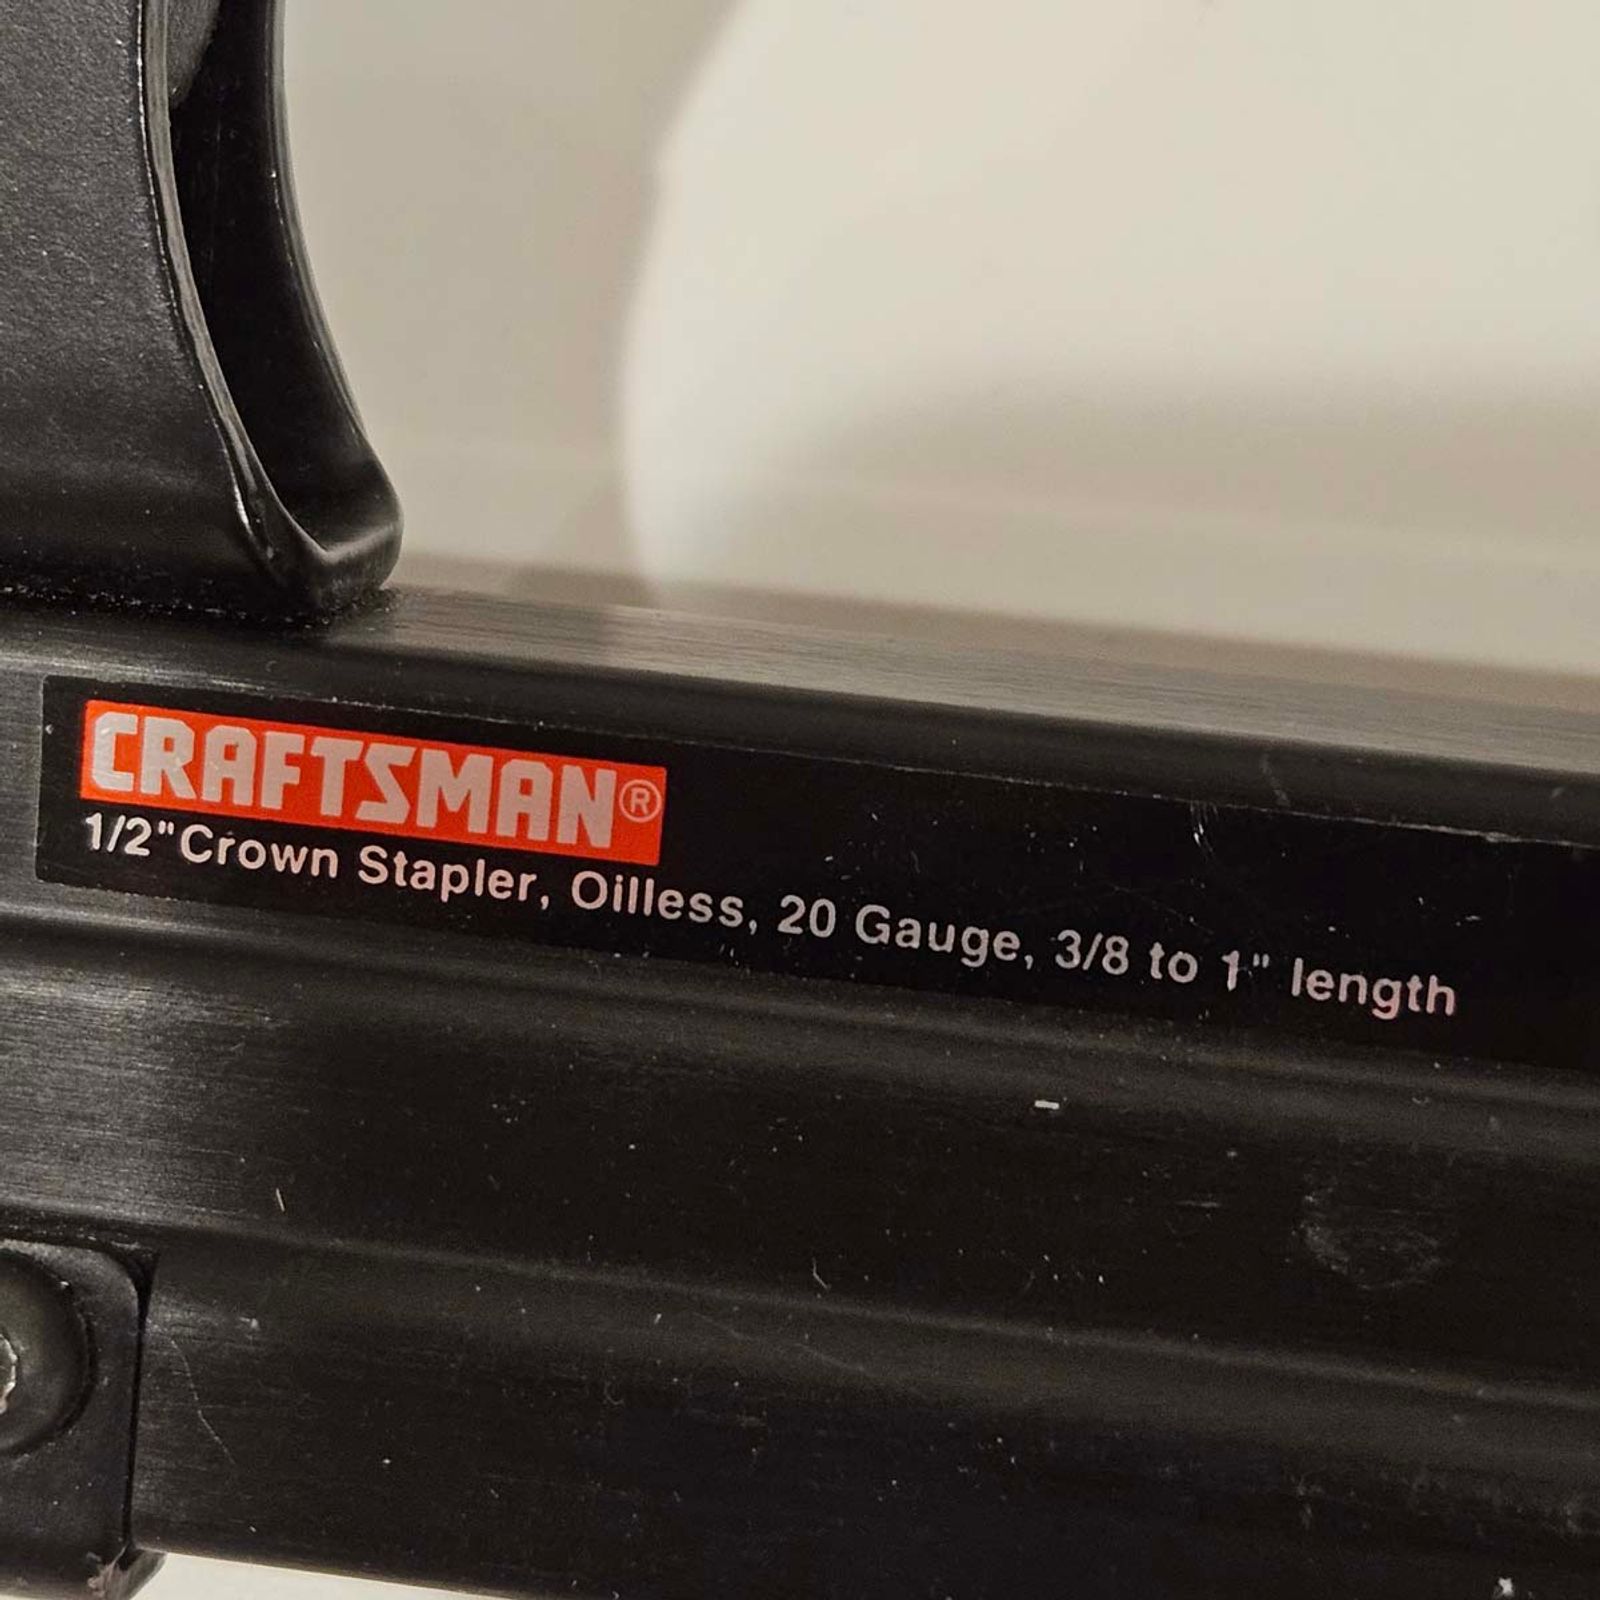 CRAFTSMAN®
1/2"Crown Stapler, Oilless, 20 Gauge, 3/8 to 1" length